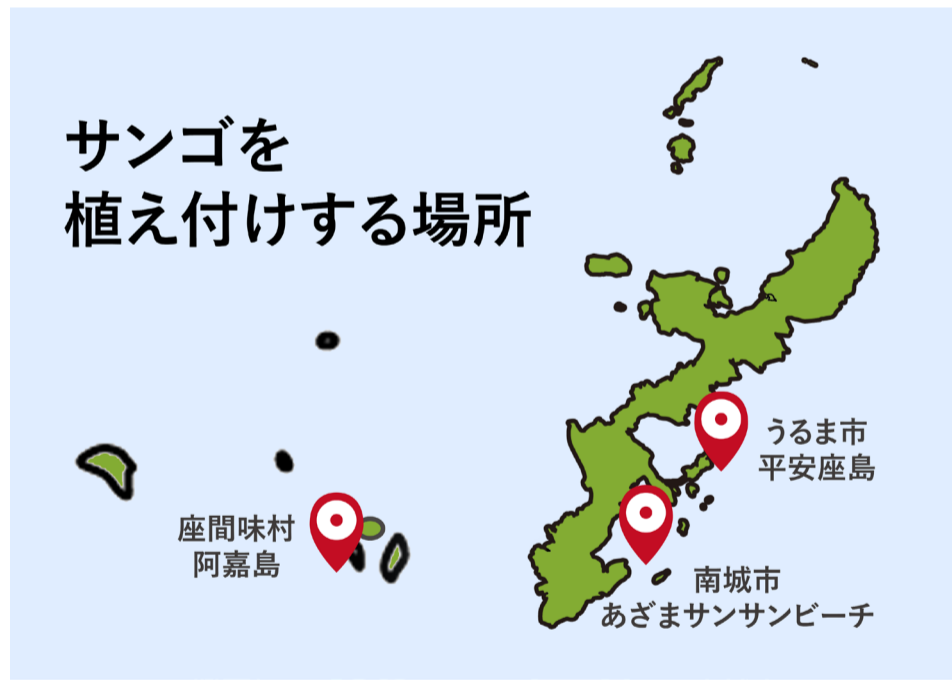 サンゴを
植え付けする場所
うるま市
平安座島
座間味村
阿嘉島
南城市
あざまサンサンビーチ